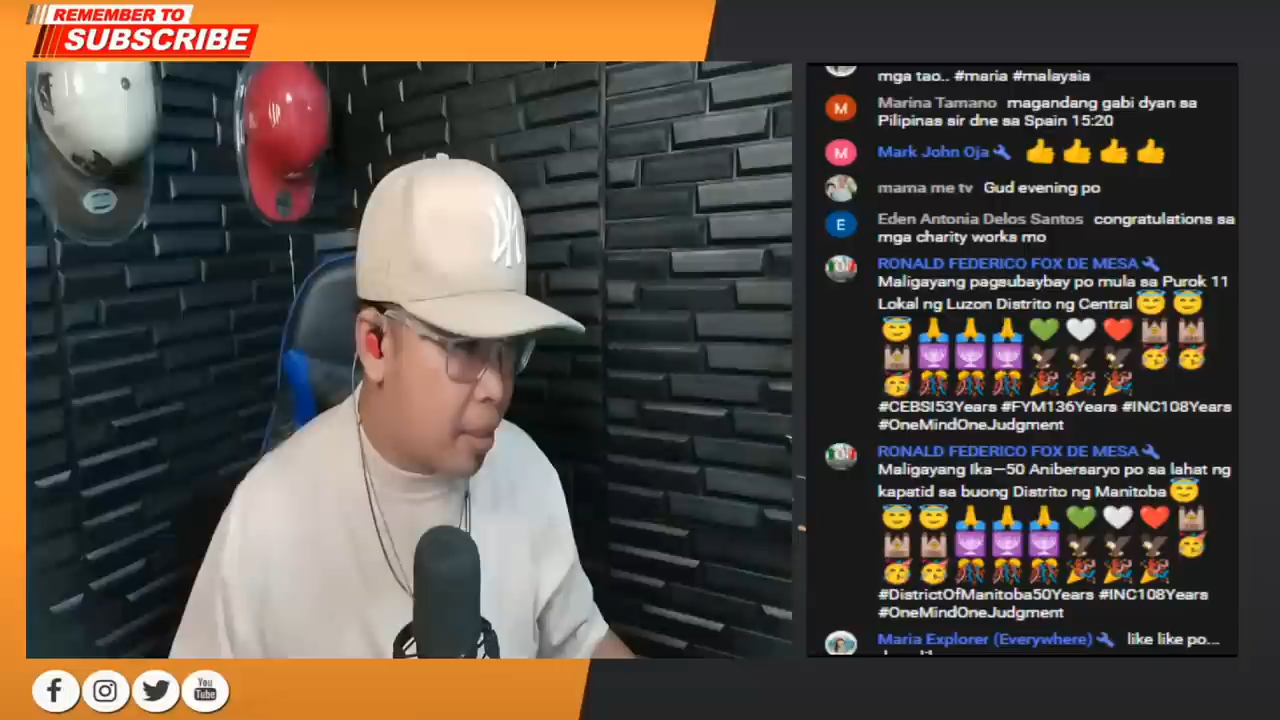 REMEMBER TO
SUBSCRIBE
NY
mga tao.. #maria #malaysia
Marina Tamano magandang gabi dyan sa
Pilipinas sir dne sa Spain 15:20
M
Mark John Oja 👍👍👍👍
M
mama me tv Gud evening po
Eden Antonia Delos Santos congratulations sa
mga charity works mo
E
RONALD FEDERICO FOX DE MESA
Maligayang pagsubaybay po mula sa Purok 11
Lokal ng Luzon Distrito ng Central
#CEBSI53Years #FYM136Years #INC108Years
#OneMindOneJudgment
RONALD FEDERICO FOX DE MESA
Maligayang Ika—50 Anibersaryo po sa lahat ng
kapatid sa buong Distrito ng Manitoba
#DistrictOfManitoba50Years #INC108Years
#OneMindOneJudgment
Maria Explorer (Everywhere) like like po...
You
Tube